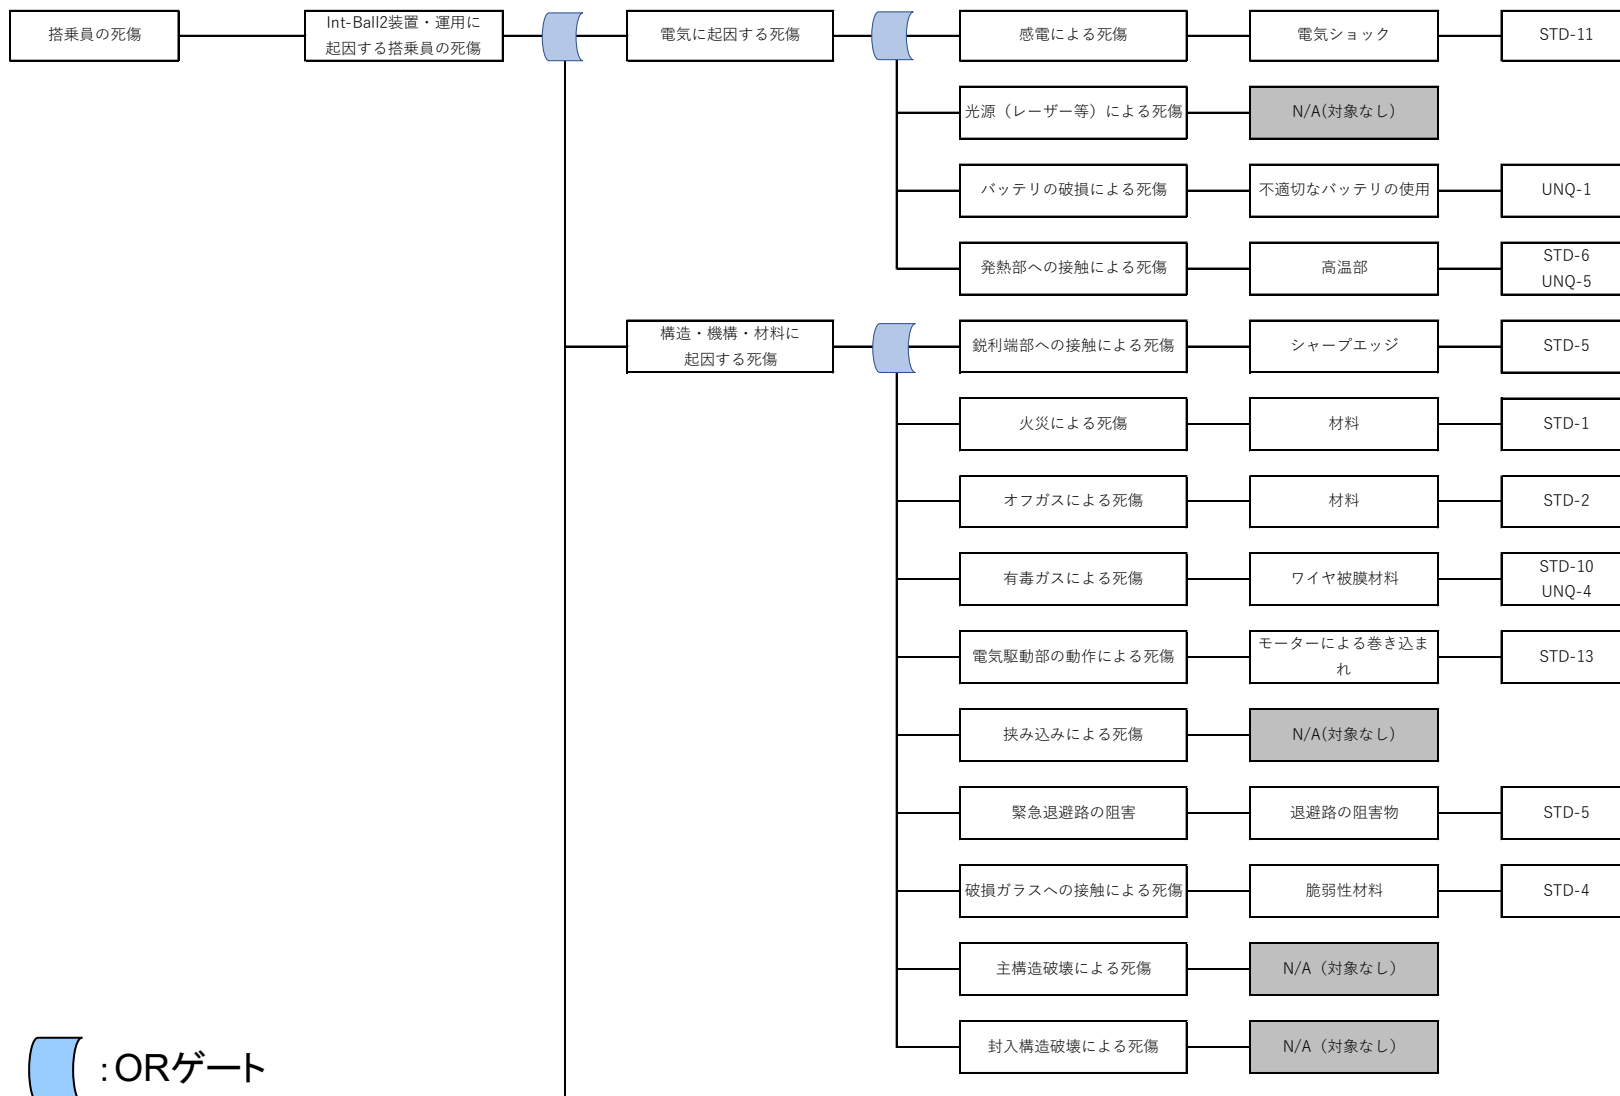 搭乗員の死傷
Int-Ball2装置・運用に
起因する搭乗員の死傷
電気に起因する死傷
感電による死傷
電気ショック
STD-11
光源（レーザー等）による死傷
N/A(対象なし)
バッテリの破損による死傷
不適切なバッテリの使用
UNQ-1
発熱部への接触による死傷
高温部
STD-6
UNQ-5
構造・機構・材料に
起因する死傷
鋭利端部への接触による死傷
シャープエッジ
STD-5
火災による死傷
材料
STD-1
オフガスによる死傷
材料
STD-2
有毒ガスによる死傷
ワイヤ被膜材料
STD-10
UNQ-4
電気駆動部の動作による死傷
モーターによる巻き込ま
れ
STD-13
挟み込みによる死傷
N/A(対象なし)
緊急退避路の阻害
退避路の阻害物
STD-5
破損ガラスへの接触による死傷
脆弱性材料
STD-4
主構造破壊による死傷
N/A（対象なし）
封入構造破壊による死傷
N/A（対象なし）
：ORゲート